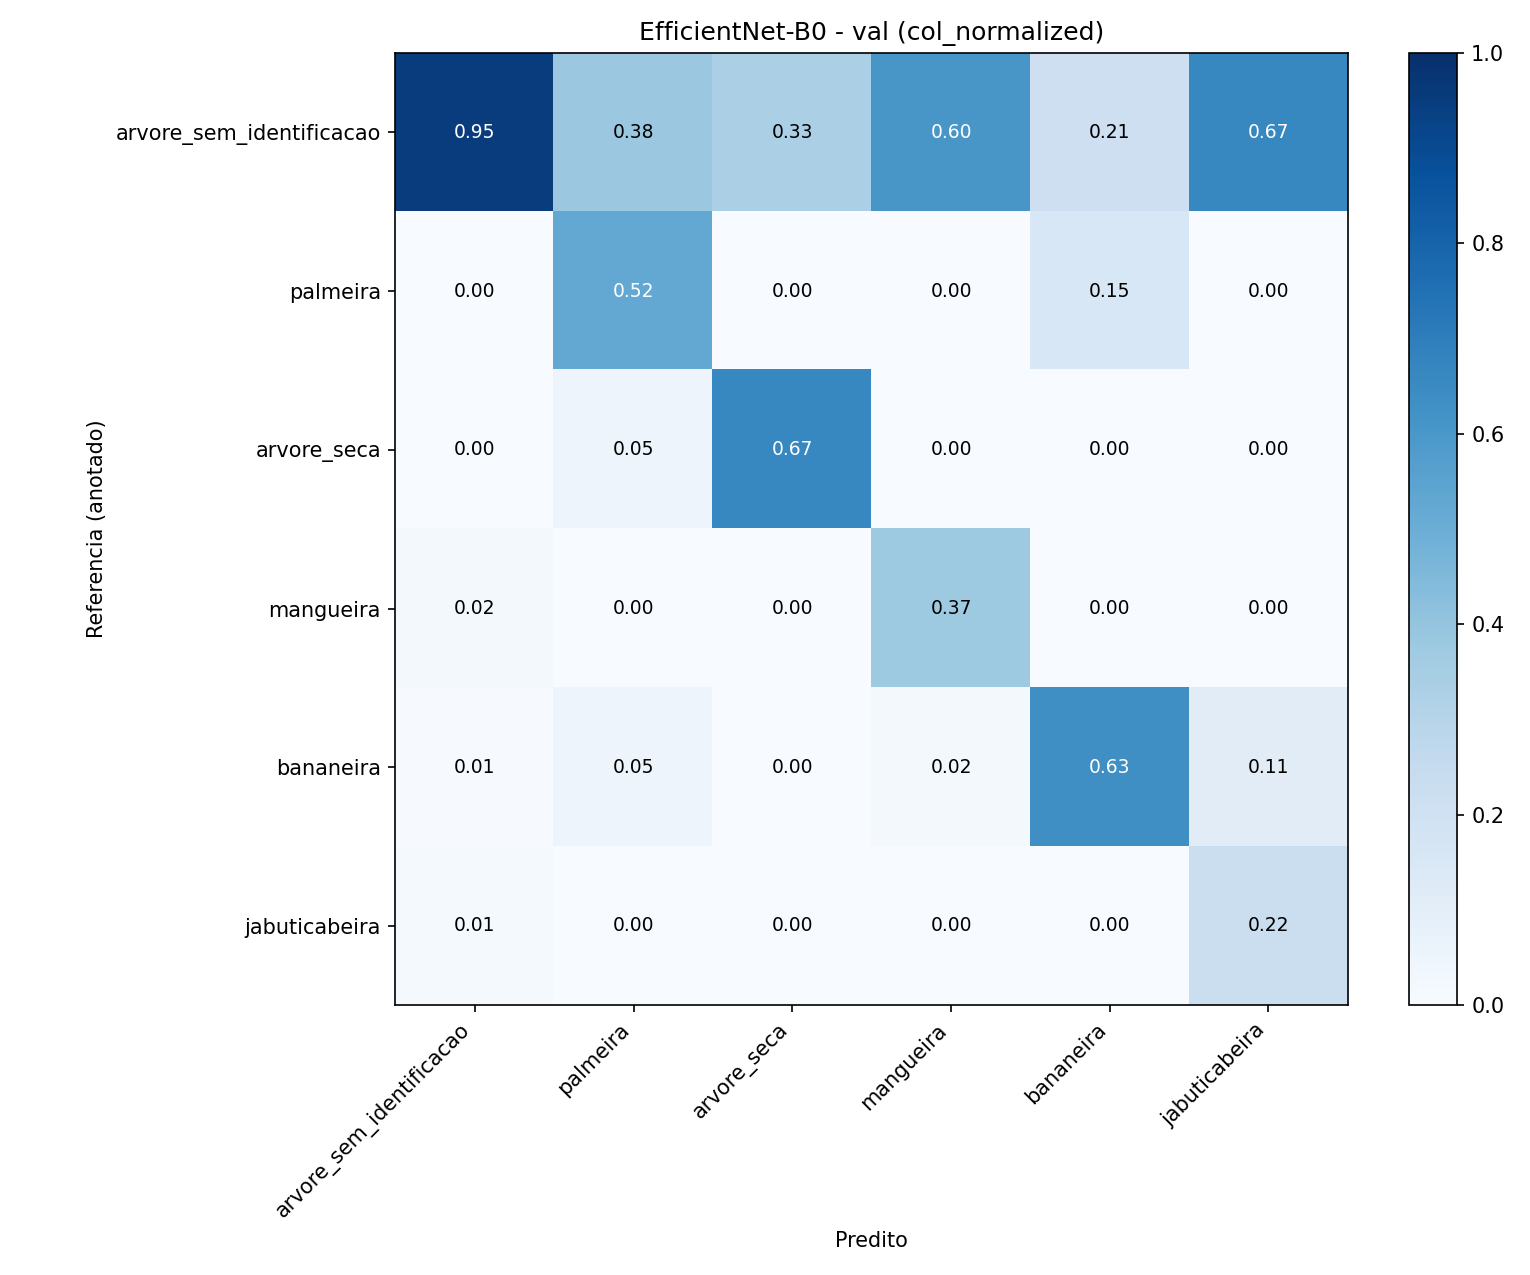 EfficientNet-B0 - val (col_normalized)
arvore_sem_identificacao 0.95 0.38 0.33 0.60 0.21 0.67
palmeira 0.00 0.52 0.00 0.00 0.15 0.00
arvore_seca 0.00 0.05 0.67 0.00 0.00 0.00
mangueira 0.02 0.00 0.00 0.37 0.00 0.00
bananeira 0.01 0.05 0.00 0.02 0.63 0.11
jabuticabeira 0.01 0.00 0.00 0.00 0.00 0.22
Referencia (anotado)
arvore_sem_identificacao
palmeira
arvore_seca
mangueira
bananeira
jabuticabeira
Predito
1.0
0.8
0.6
0.4
0.2
0.0